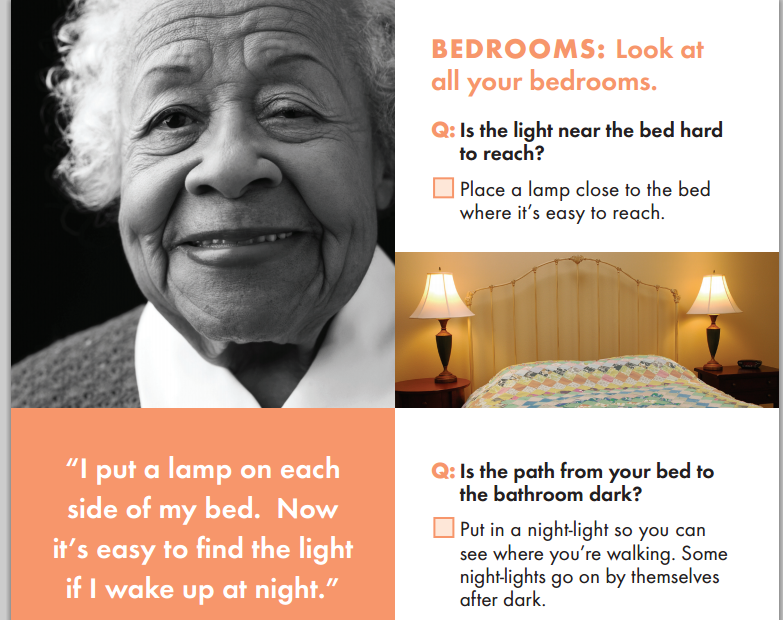 BEDROOMS: Look at
all your bedrooms.
Q: Is the light near the bed hard
to reach?
Place a lamp close to the bed
where it’s easy to reach.
“I put a lamp on each
side of my bed.  Now
it’s easy to find the light
if I wake up at night.”
Q: Is the path from your bed to
the bathroom dark?
Put in a night-light so you can
see where you’re walking. Some
night-lights go on by themselves
after dark.